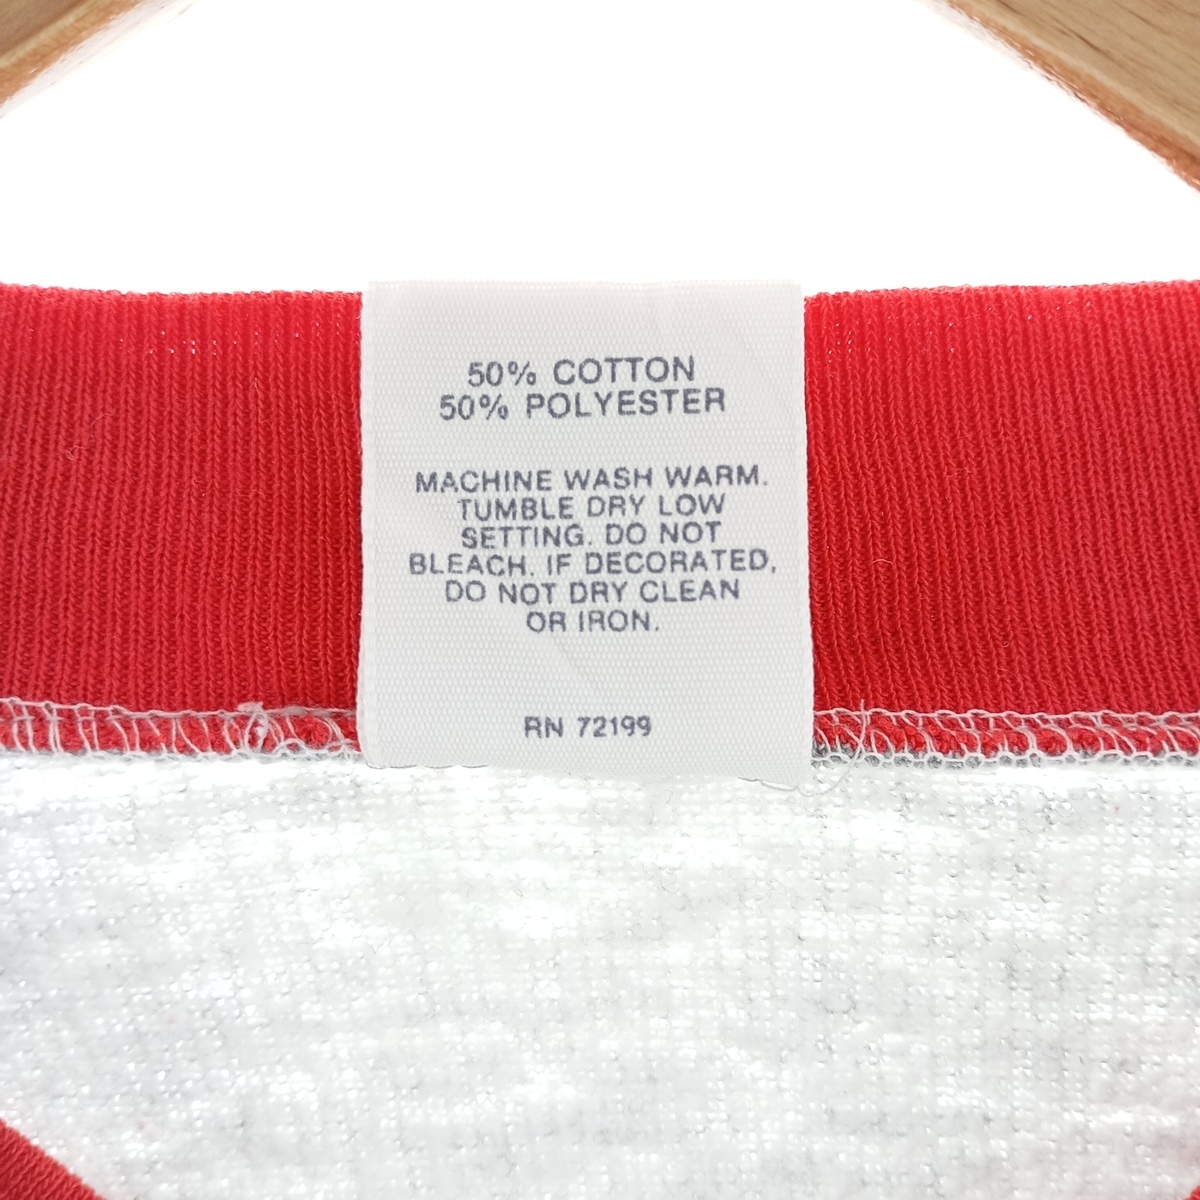 50% COTTON
50% POLYESTER
MACHINE WASH WARM.
TUMBLE DRY LOW
SETTING. DO NOT
BLEACH. IF DECORATED,
DO NOT DRY CLEAN
OR IRON.
RN 72199